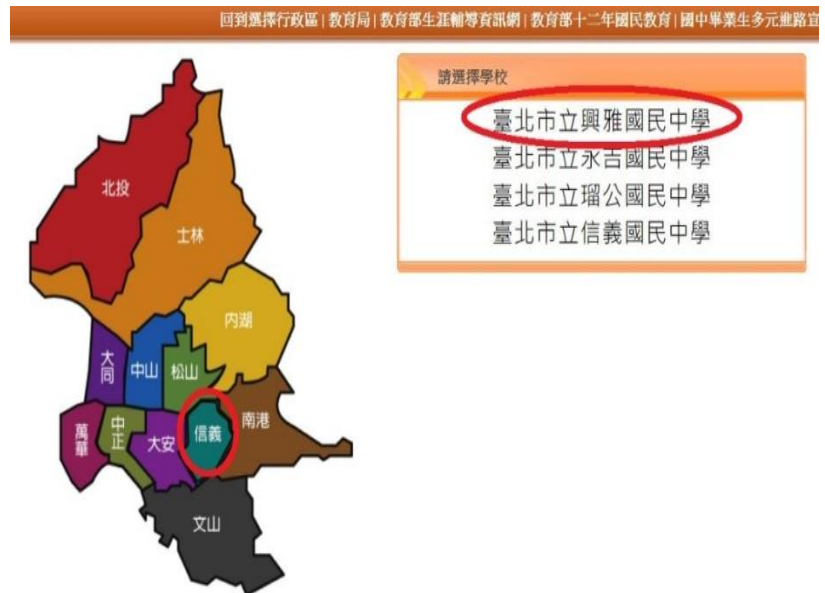 回到選擇行政區 | 教育局 | 教育部生涯輔導資訊網 | 教育部十二年國民教育 | 國中畢業生多元進路宣
請選擇學校
臺北市立興雅國民中學
臺北市立永吉國民中學
臺北市立瑠公國民中學
臺北市立信義國民中學
北投
士林
內湖
大同
中山
松山
萬華
中正
大安
信義
南港
文山